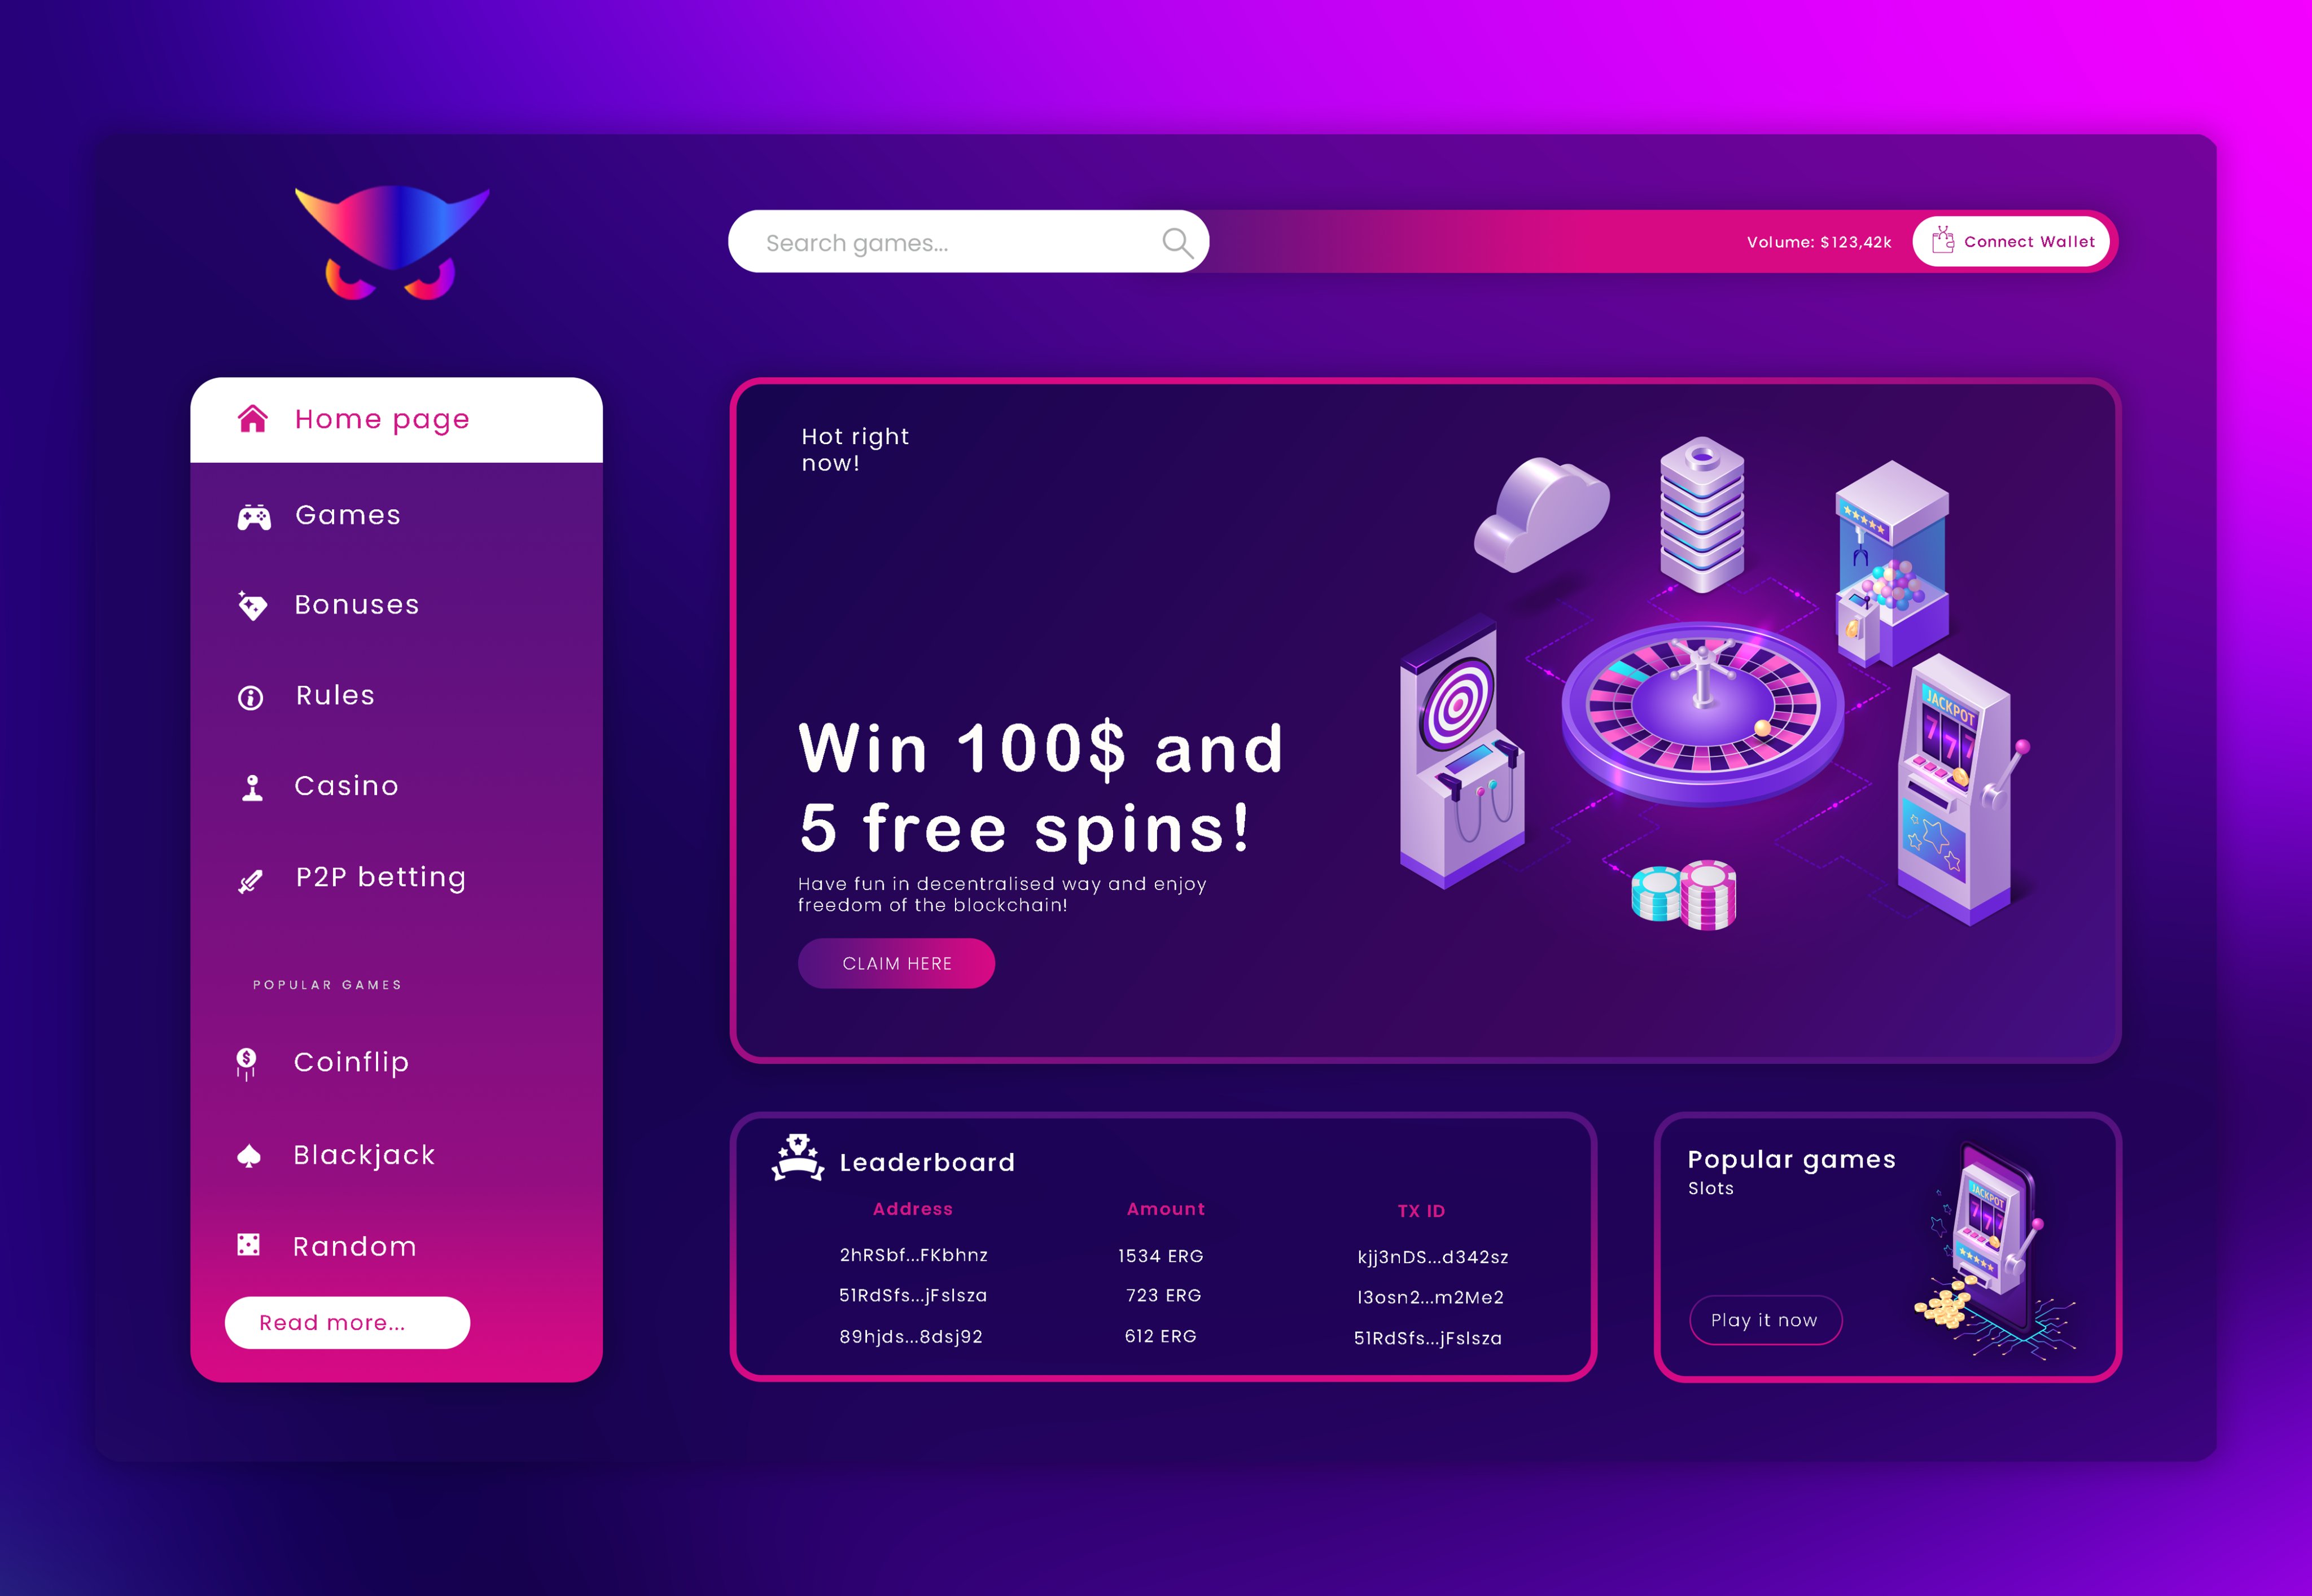 Search games...
Volume: $123,42k
Connect Wallet
Home page
Games
Bonuses
Rules
Casino
P2P betting
POPULAR GAMES
Coinflip
Blackjack
Random
Read more...
Hot right
now!
Win 100$ and
5 free spins!
Have fun in decentralised way and enjoy
freedom of the blockchain!
CLAIM HERE
JACKPOT
777
Leaderboard
Address Amount TX ID
2hRSbf...FKbhnz 1534 ERG kjj3nDS...d342sz
51RdSfs...jFsIsza 723 ERG I3osn2...m2Me2
89hjds...8dsj92 612 ERG 51RdSfs...jFsIsza
Popular games
Slots
Play it now
JACKPOT
777